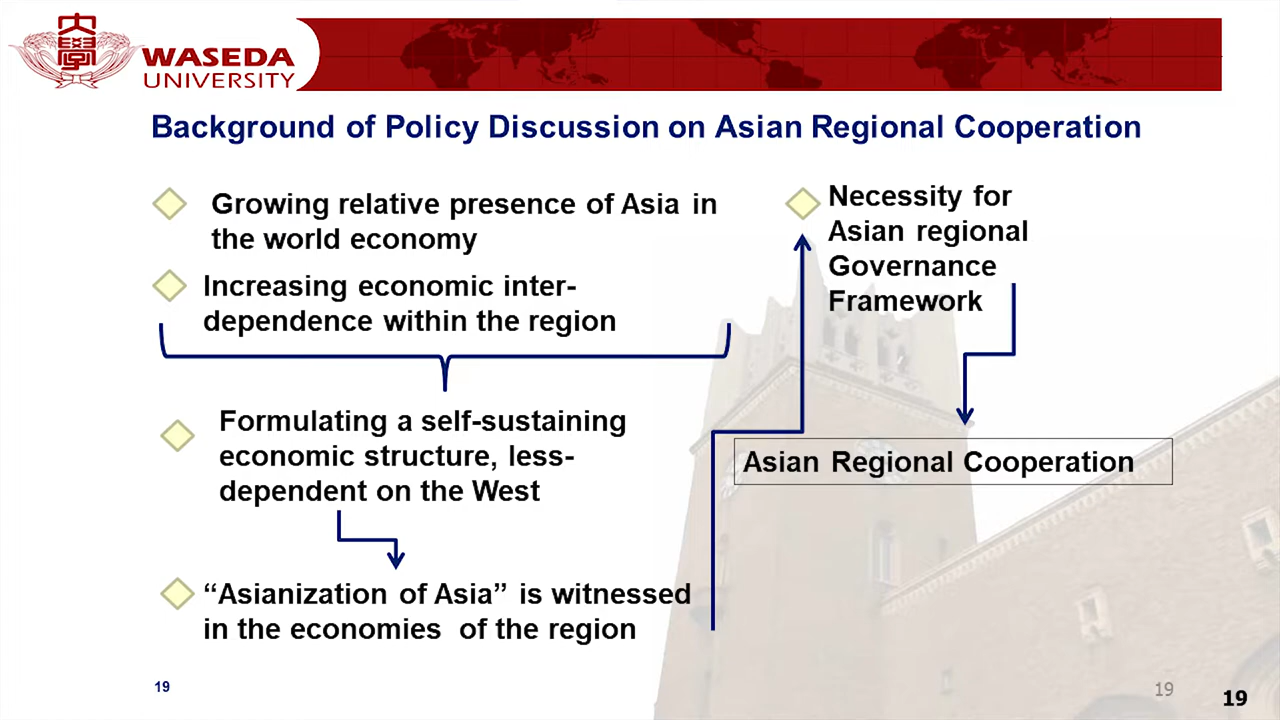 大學
WASEDA
UNIVERSITY
Background of Policy Discussion on Asian Regional Cooperation
Growing relative presence of Asia in
the world economy
Increasing economic inter-
dependence within the region
Formulating a self-sustaining
economic structure, less-
dependent on the West
“Asianization of Asia” is witnessed
in the economies of the region
Necessity for
Asian regional
Governance
Framework
Asian Regional Cooperation
19
19
19